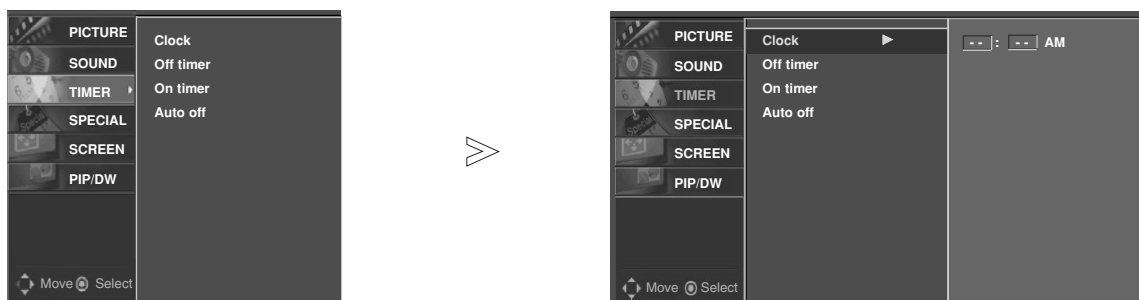 PICTURE
SOUND
TIMER
SPECIAL
SCREEN
PIP/DW
Move Select
Clock
Off timer
On timer
Auto off
PICTURE
SOUND
TIMER
SPECIAL
SCREEN
PIP/DW
Move Select
Clock ▶
Off timer
On timer
Auto off
-- : -- AM